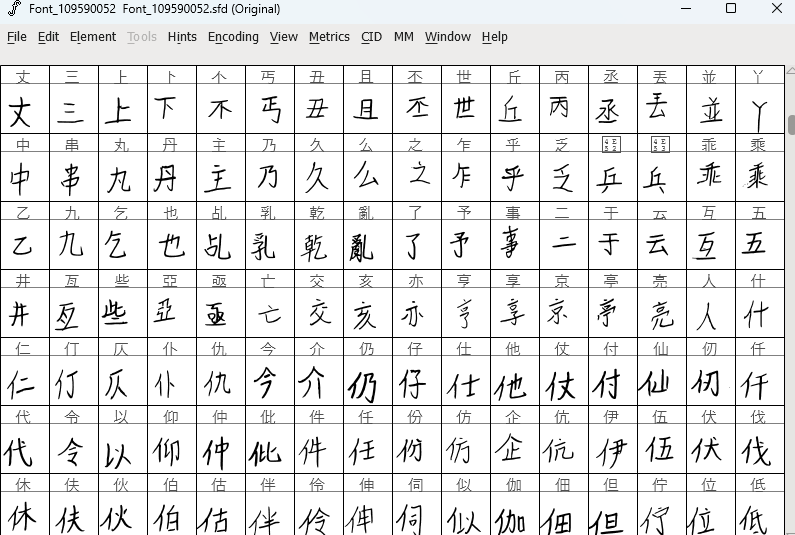 Font_109590052 Font_109590052.sfd (Original)
File Edit Element Tools Hints Encoding View Metrics CID MM Window Help
丈 三 上 下 不 丐 丑 且 丕 世 丘 丙 丞 丟 並 丫
丈 三 上 下 不 丐 丑 且 丕 世 丘 丙 丞 丟 並 丫
中 串 丸 丹 主 乃 久 么 之 乍 乎 乏 4E52 4E53 乖 乘
中 串 丸 丹 主 乃 久 么 之 乍 乎 乏 乒 乓 乖 乘
乙 九 乞 也 乩 乳 乾 亂 了 予 事 二 于 云 互 五
乙 九 乞 也 乩 乳 乾 亂 了 予 事 二 于 云 互 五
井 亙 些 亞 亟 亡 交 亥 亦 亨 享 京 亭 亮 人 什
井 亙 些 亞 亟 亡 交 亥 亦 亨 享 京 亭 亮 人 什
仁 仃 仄 仆 仇 今 介 仍 仔 仕 他 仗 付 仙 仞 仟
仁 仃 仄 仆 仇 今 介 仍 仔 仕 他 仗 付 仙 仞 仟
代 令 以 仰 仲 仳 件 任 份 仿 企 伉 伊 伍 伏 伐
代 令 以 仰 仲 仳 件 任 份 仿 企 伉 伊 伍 伏 伐
休 伕 伙 伯 估 伴 伶 伸 伺 似 伽 佃 但 佇 位 低
休 伕 伙 伯 估 伴 伶 伸 伺 似 伽 佃 但 佇 位 低